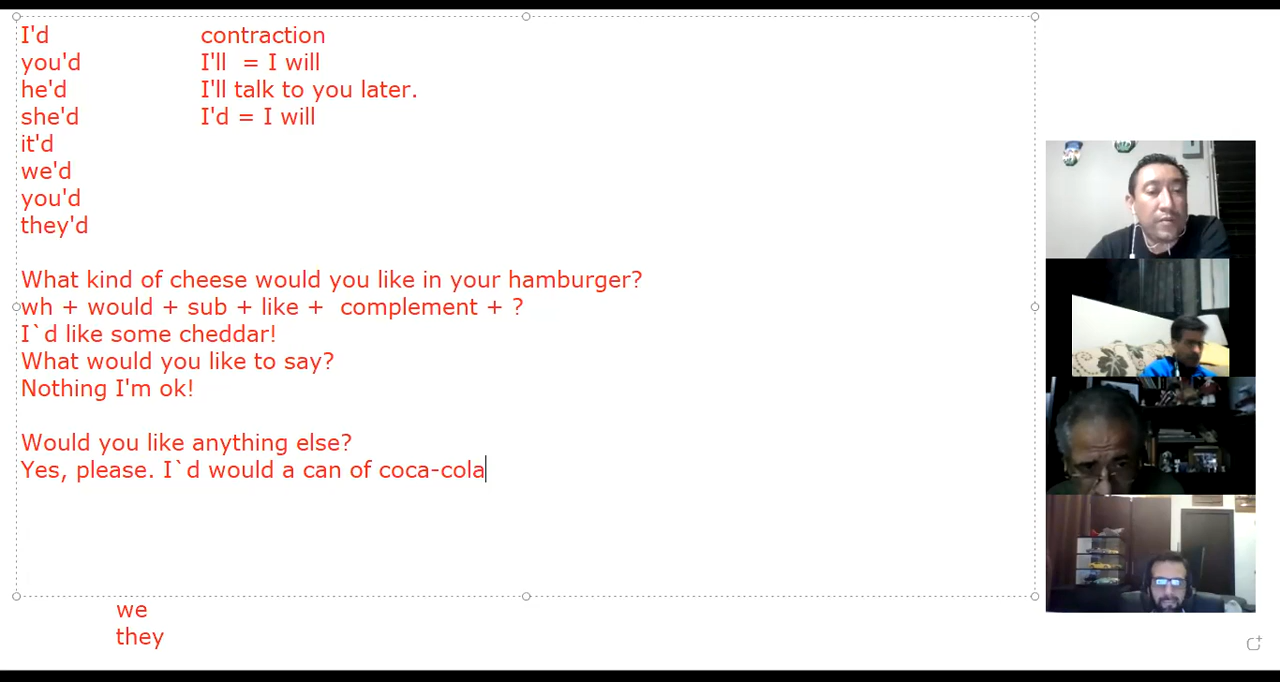 I'd
you'd
he'd
she'd
it'd
we'd
you'd
they'd
contraction
I'll = I will
I'll talk to you later.
I'd = I will
What kind of cheese would you like in your hamburger?
wh + would + sub + like + complement + ?
I`d like some cheddar!
What would you like to say?
Nothing I'm ok!
Would you like anything else?
Yes, please. I`d would a can of coca-cola
we
they